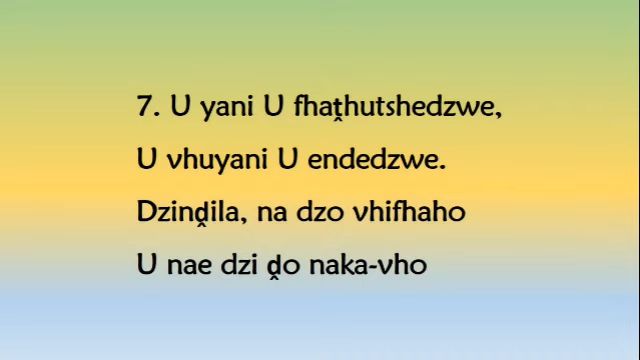 7. U yani U fhaṱhutshedzwe,
U vhuyani U endedzwe.
Dzinḓila, na dzo vhifhaho
U nae dzi ḓo naka-vho